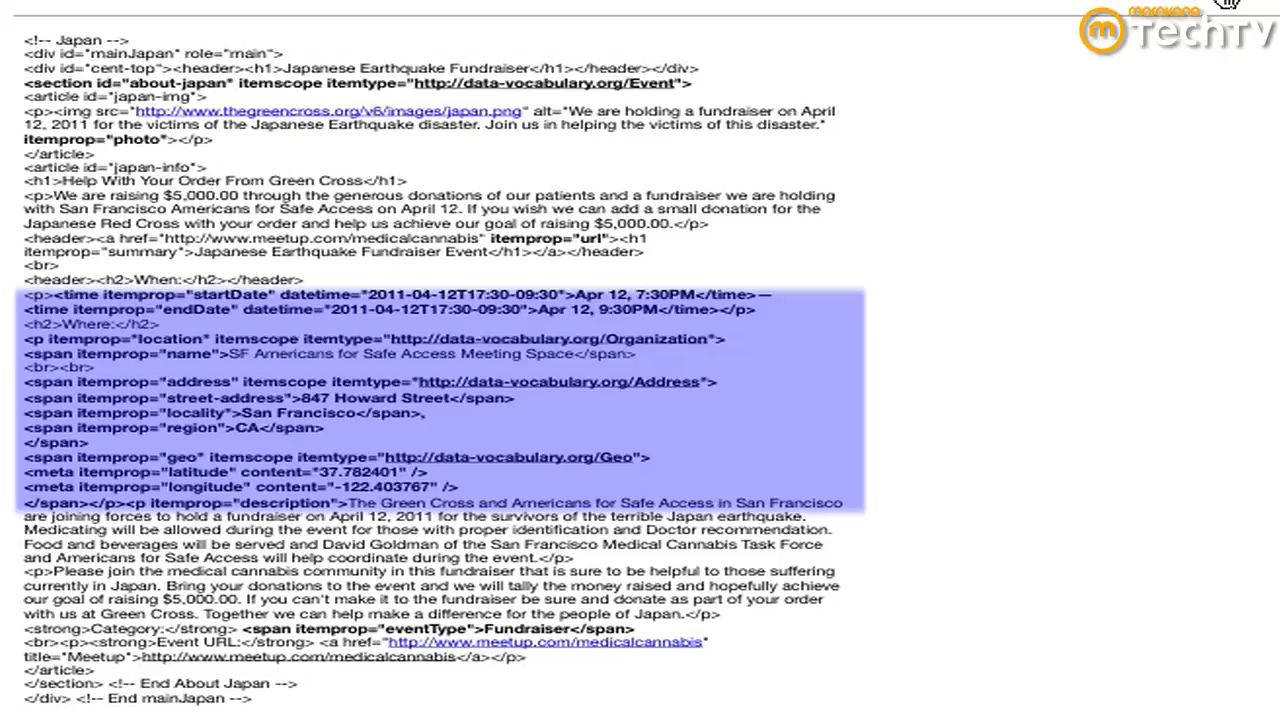 marakana
TechTV
<!-- Japan -->
<div id="mainJapan" role="main">
<div id="cent-top"><header><h1>Japanese Earthquake Fundraiser</h1></header></div>
<section id="about-japan" itemscope itemtype="http://data-vocabulary.org/Event">
<article id="japan-img">
<p><img src="http://www.thegreencross.org/v6/images/japan.png" alt="We are holding a fundraiser on April
12, 2011 for the victims of the Japanese Earthquake disaster. Join us in helping the victims of this disaster."
itemprop="photo"></p>
</article>
<article id="japan-info">
<h1>Help With Your Order From Green Cross</h1>
<p>We are raising $5,000.00 through the generous donations of our patients and a fundraiser we are holding
with San Francisco Americans for Safe Access on April 12. If you wish we can add a small donation for the
Japanese Red Cross with your order and help us achieve our goal of raising $5,000.00.</p>
<header><a href="http://www.meetup.com/medicalcannabis" itemprop="url"><h1
itemprop="summary">Japanese Earthquake Fundraiser Event</h1></a></header>
<br>
<header><h2>When:</h2></header>
<p><time itemprop="startDate" datetime="2011-04-12T17:30-09:30">Apr 12, 7:30PM</time>—
<time itemprop="endDate" datetime="2011-04-12T17:30-09:30">Apr 12, 9:30PM</time></p>
<h2>Where:</h2>
<p itemprop="location" itemscope itemtype="http://data-vocabulary.org/Organization">
<span itemprop="name">SF Americans for Safe Access Meeting Space</span>
<br><br>
<span itemprop="address" itemscope itemtype="http://data-vocabulary.org/Address">
<span itemprop="street-address">847 Howard Street</span>
<span itemprop="locality">San Francisco</span>,
<span itemprop="region">CA</span>
</span>
<span itemprop="geo" itemscope itemtype="http://data-vocabulary.org/Geo">
<meta itemprop="latitude" content="37.782401" />
<meta itemprop="longitude" content="-122.403767" />
</span></p><p itemprop="description">The Green Cross and Americans for Safe Access in San Francisco
are joining forces to hold a fundraiser on April 12, 2011 for the survivors of the terrible Japan earthquake.
Medicating will be allowed during the event for those with proper identification and Doctor recommendation.
Food and beverages will be served and David Goldman of the San Francisco Medical Cannabis Task Force
and Americans for Safe Access will help coordinate during the event.</p>
<p>Please join the medical cannabis community in this fundraiser that is sure to be helpful to those suffering
currently in Japan. Bring your donations to the event and we will tally the money raised and hopefully achieve
our goal of raising $5,000.00. If you can't make it to the fundraiser be sure and donate as part of your order
with us at Green Cross. Together we can help make a difference for the people of Japan.</p>
<strong>Category:</strong> <span itemprop="eventType">Fundraiser</span>
<br><p><strong>Event URL:</strong> <a href="http://www.meetup.com/medicalcannabis"
title="Meetup">http://www.meetup.com/medicalcannabis</a></p>
</article>
</section> <!-- End About Japan -->
</div> <!-- End mainJapan -->